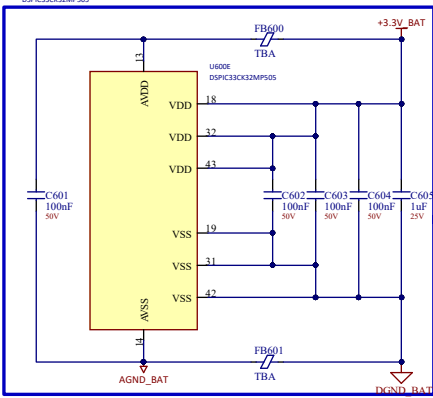 DSPIC33CK32MP505
FB600
TBA
+3.3V_BAT
13
AVDD
U600E
DSPIC33CK32MP505
VDD 18
VDD 32
VDD 43
C601
100nF
50V
C602
100nF
50V
C603
100nF
50V
C604
100nF
50V
C605
1uF
25V
VSS 19
VSS 31
VSS 42
AVSS
14
FB601
TBA
AGND_BAT
DGND_BAT